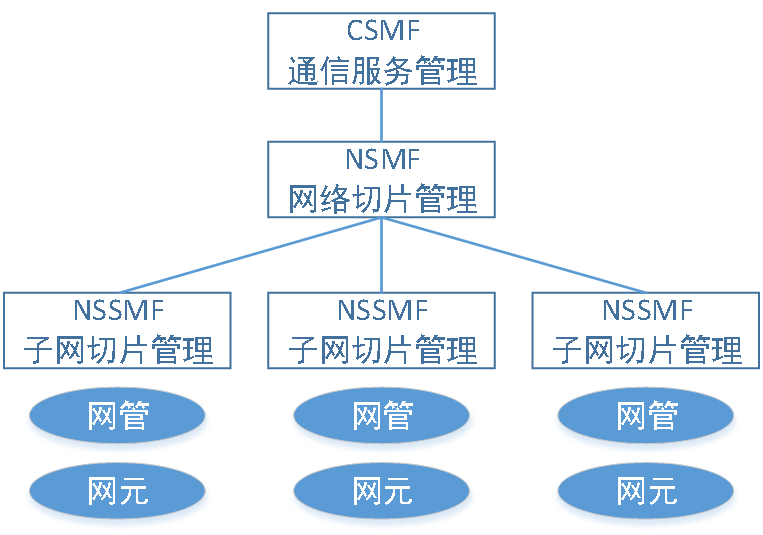 CSMF
通信服务管理
NSMF
网络切片管理
NSSMF
子网切片管理
NSSMF
子网切片管理
NSSMF
子网切片管理
网管
网管
网管
网元
网元
网元